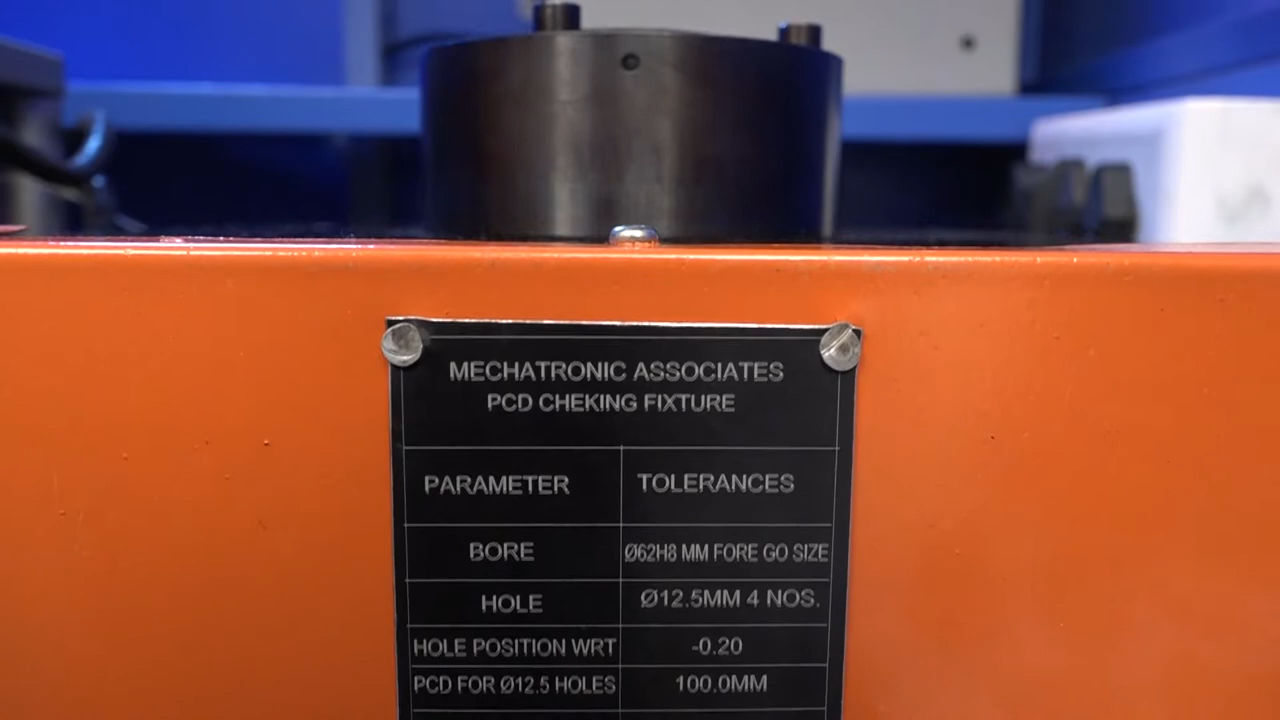 MECHATRONIC ASSOCIATES
PCD CHEKING FIXTURE
PARAMETER TOLERANCES
BORE Ø62H8 MM FORE GO SIZE
HOLE Ø12.5MM 4 NOS.
HOLE POSITION WRT -0.20
PCD FOR Ø12.5 HOLES 100.0MM